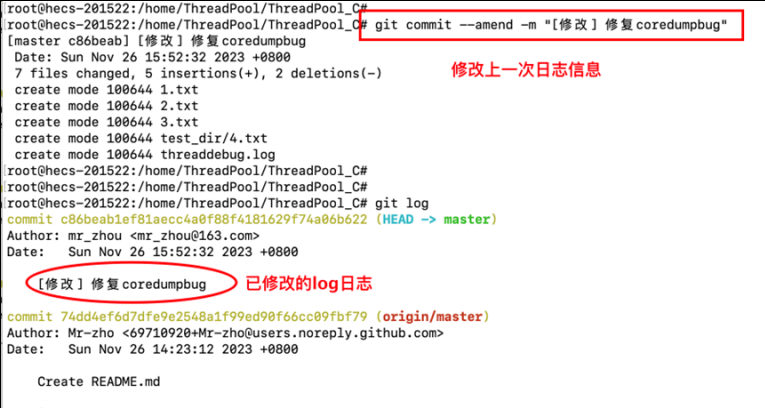 root@hecs-201522:/home/ThreadPool/ThreadPool_C#
root@hecs-201522:/home/ThreadPool/ThreadPool_C# git commit --amend -m "[修改] 修复coredumpbug"
[master c86beab] [修改] 修复coredumpbug
Date: Sun Nov 26 15:52:32 2023 +0800
7 files changed, 5 insertions(+), 2 deletions(-)
修改上一次日志信息
create mode 100644 1.txt
create mode 100644 2.txt
create mode 100644 3.txt
create mode 100644 test_dir/4.txt
create mode 100644 threaddebug.log
root@hecs-201522:/home/ThreadPool/ThreadPool_C#
root@hecs-201522:/home/ThreadPool/ThreadPool_C#
root@hecs-201522:/home/ThreadPool/ThreadPool_C# git log
commit c86beab1ef81aecc4a0f88f4181629f74a06b622 (HEAD -> master)
Author: mr_zhou <mr_zhou@163.com>
Date:   Sun Nov 26 15:52:32 2023 +0800
[修改] 修复coredumpbug
已修改的log日志
commit 74dd4ef6d7dfe9e2548a1f99ed90f66cc09fbf79 (origin/master)
Author: Mr-zho <69710920+Mr-zho@users.noreply.github.com>
Date:   Sun Nov 26 14:23:12 2023 +0800
Create README.md